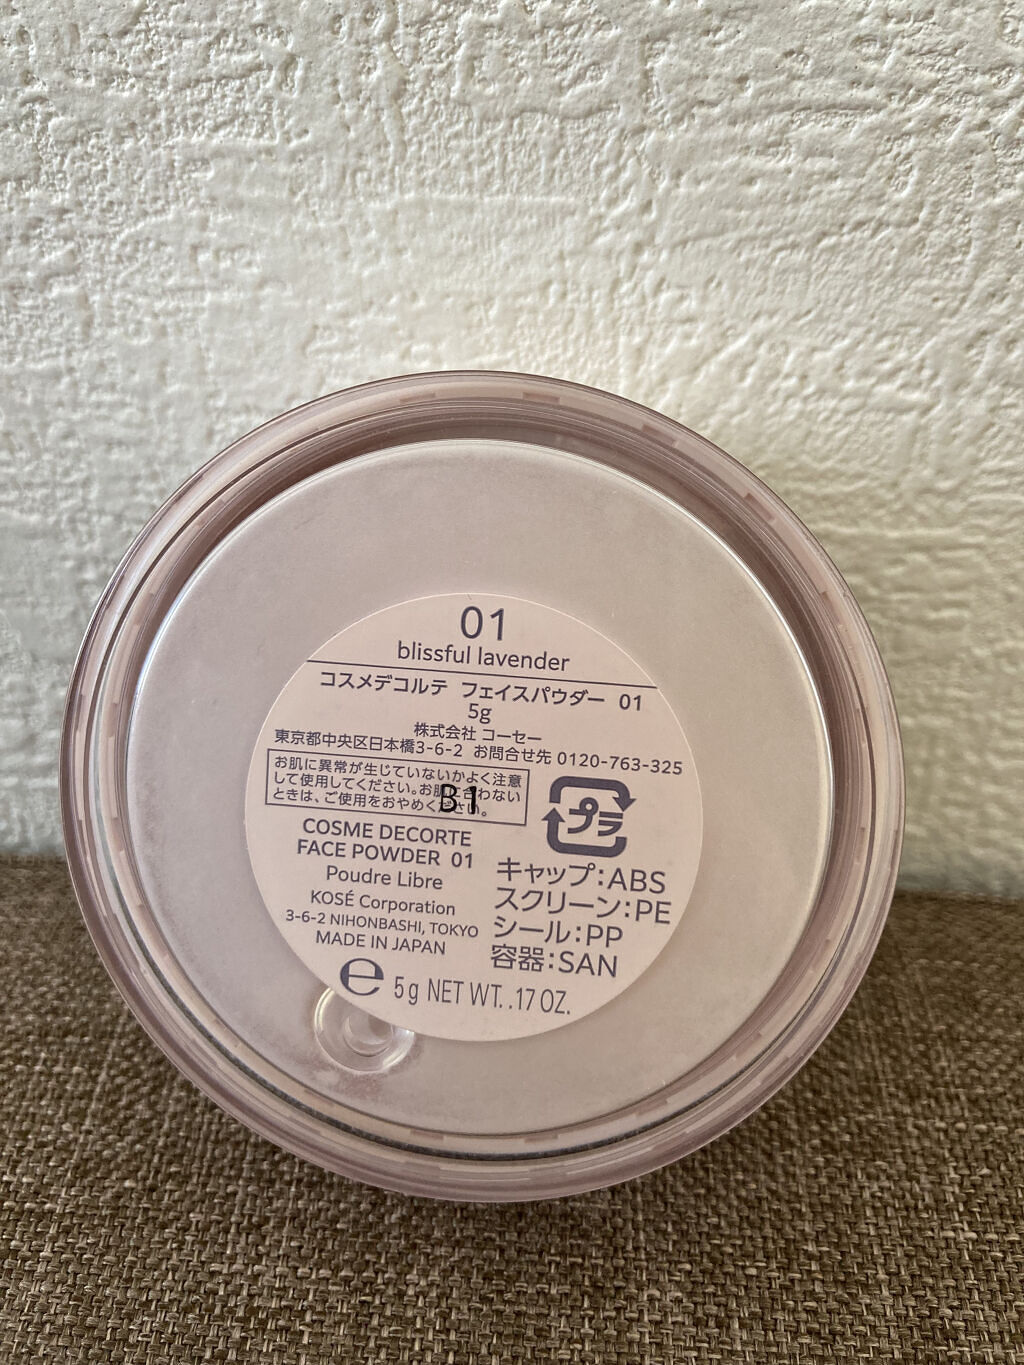 01
blissful lavender
コスメデコルテ フェイスパウダー 01
5g
株式会社 コーセー
東京都中央区日本橋3-6-2 お問合せ先 0120-763-325
お肌に異常が生じていないかよく注意
して使用してください。お肌に合わない
ときは、ご使用をおやめください。
B1
プラ
COSME DECORTE
FACE POWDER 01
Poudre Libre
KOSÉ Corporation
3-6-2 NIHONBASHI, TOKYO
MADE IN JAPAN
キャップ:ABS
スクリーン:PE
シール:PP
容器:SAN
e 5g NET WT. .17 OZ.